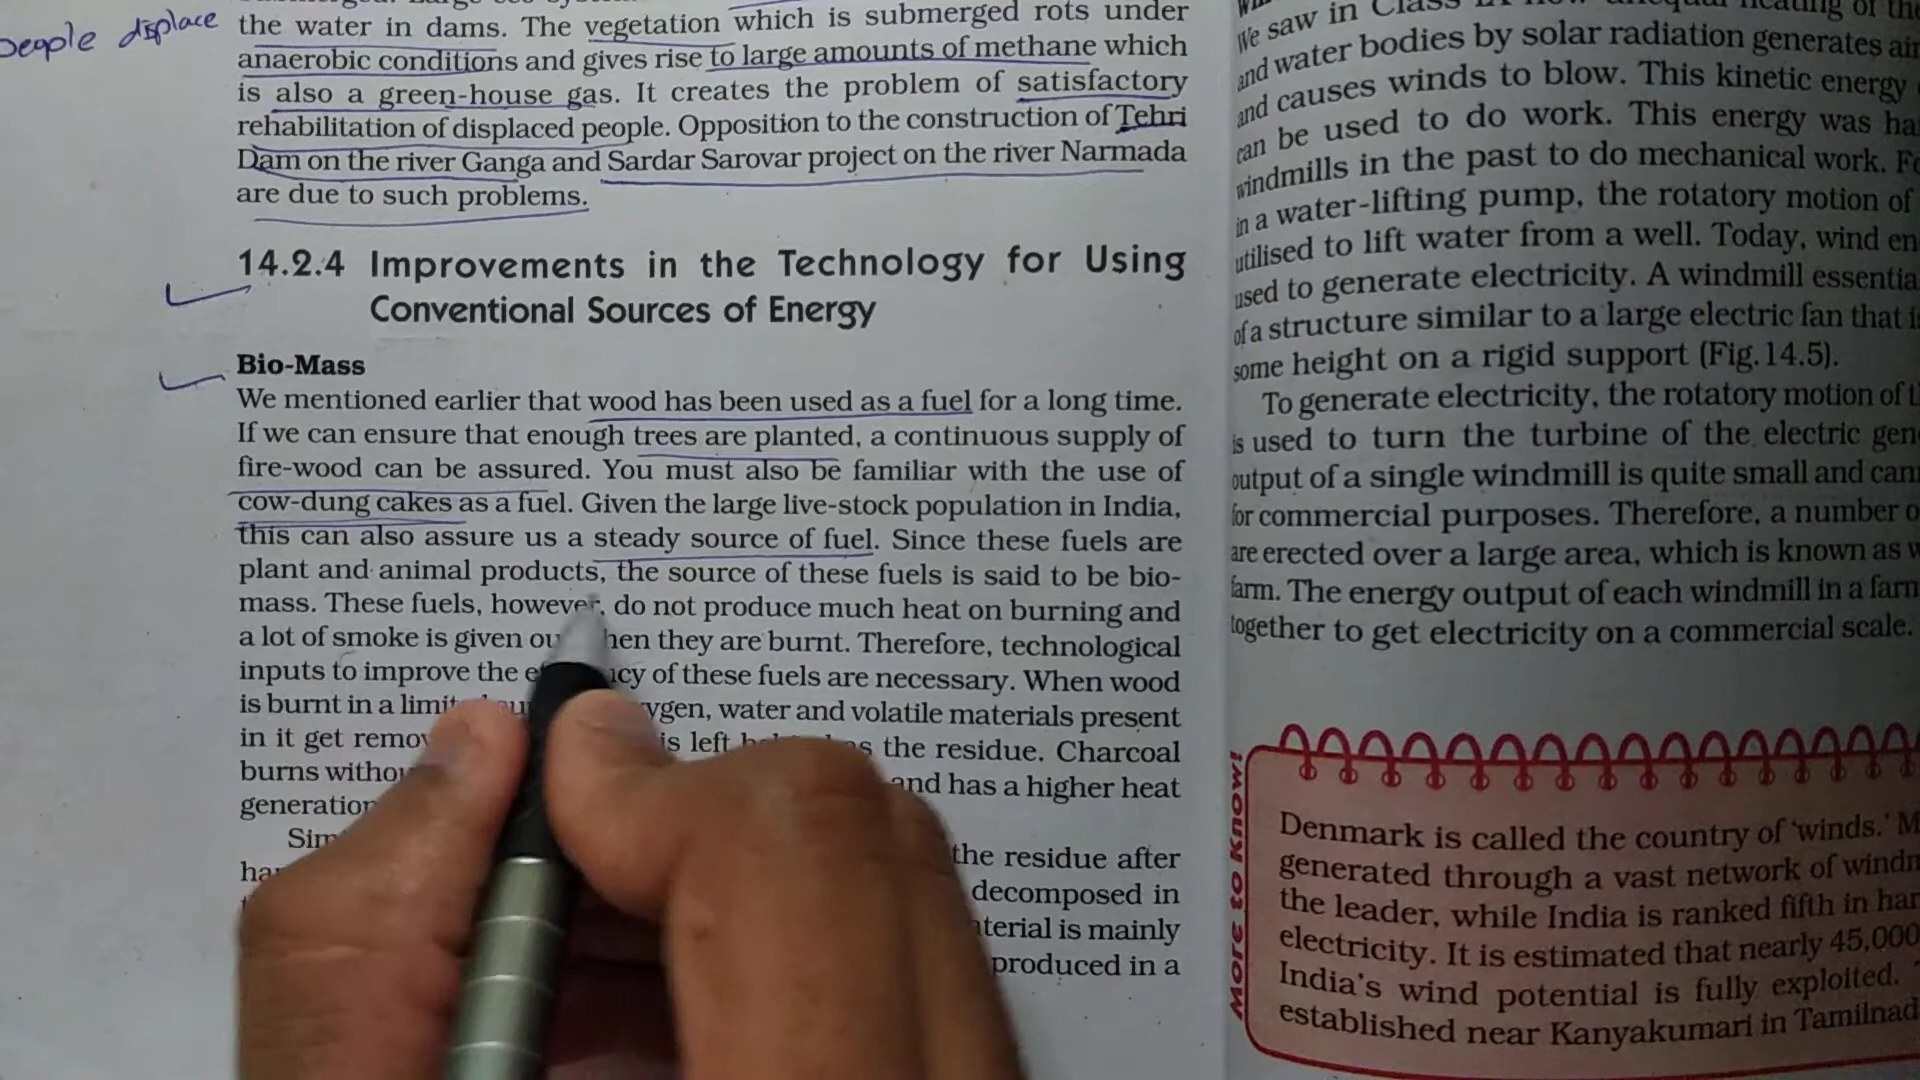 people displace
the water in dams. The vegetation which is submerged rots under
anaerobic conditions and gives rise to large amounts of methane which
is also a green-house gas. It creates the problem of satisfactory
rehabilitation of displaced people. Opposition to the construction of Tehri
Dam on the river Ganga and Sardar Sarovar project on the river Narmada
are due to such problems.
14.2.4 Improvements in the Technology for Using
Conventional Sources of Energy
Bio-Mass
We mentioned earlier that wood has been used as a fuel for a long time.
If we can ensure that enough trees are planted, a continuous supply of
fire-wood can be assured. You must also be familiar with the use of
cow-dung cakes as a fuel. Given the large live-stock population in India,
this can also assure us a steady source of fuel. Since these fuels are
plant and animal products, the source of these fuels is said to be bio-
mass. These fuels, however, do not produce much heat on burning and
a lot of smoke is given hen they are burnt. Therefore, technological
inputs to improve the of these fuels are necessary. When wood
is burnt in a water and volatile materials present
in it get is left the residue. Charcoal
burns and has a higher heat
generation
the residue after
decomposed in
is mainly
produced in a
We saw in Class heating of the
and water bodies by solar radiation generates air
and causes winds to blow. This kinetic energy
can be used to do work. This energy was
windmills in the past to do mechanical work.
in a water-lifting pump, the rotatory motion of
utilised to lift water from a well. Today, wind en
used to generate electricity. A windmill essentia
of a structure similar to a large electric fan that i
some height on a rigid support (Fig. 14.5).
To generate electricity, the rotatory motion of t
is used to turn the turbine of the electric gen
output of a single windmill is quite small and can
for commercial purposes. Therefore, a number o
are erected over a large area, which is known as w
farm. The energy output of each windmill in a farm
together to get electricity on a commercial scale.
More to Know!
Denmark is called the country of 'winds.' M
generated through a vast network of windm
the leader, while India is ranked fifth in har
electricity. It is estimated that nearly 45,000
India's wind potential is fully exploited.
established near Kanyakumari in Tamilnad